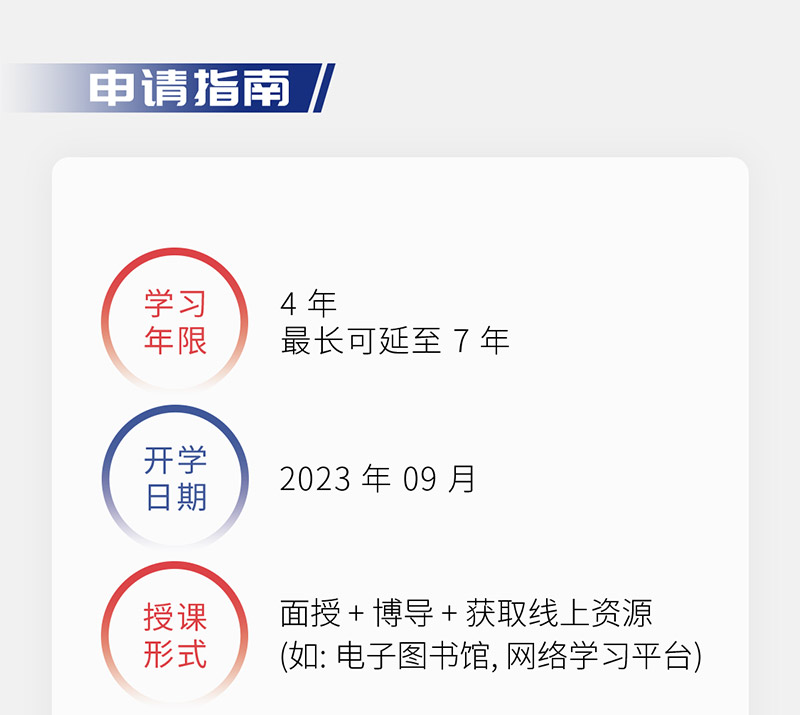 申请指南
学习
年限
4 年
最长可延至 7 年
开学
日期
2023 年 09 月
授课
形式
面授 + 博导 + 获取线上资源
(如: 电子图书馆, 网络学习平台)